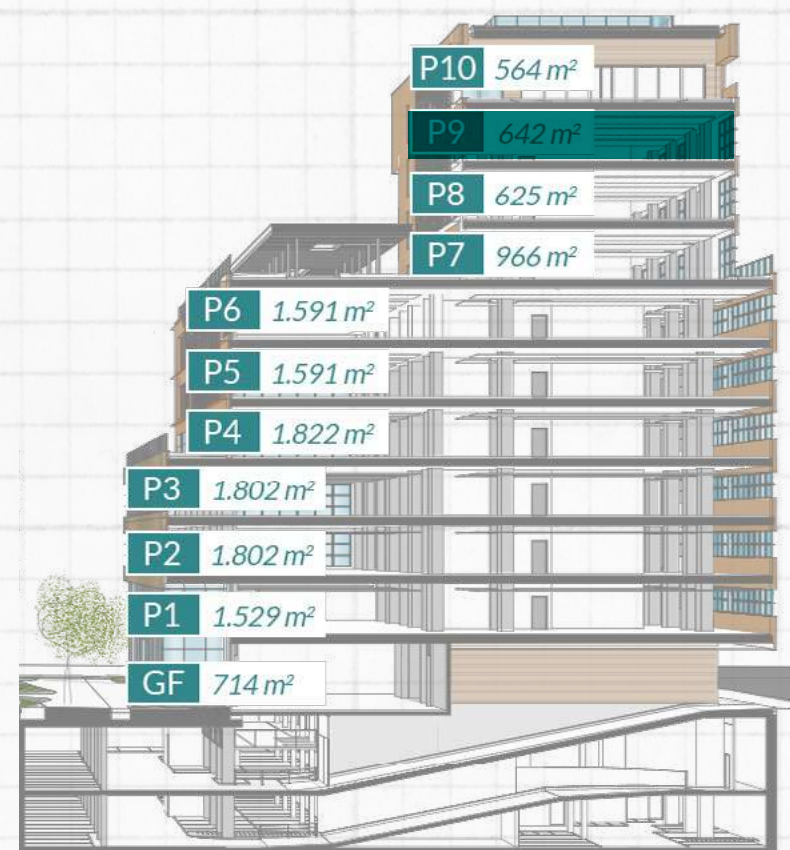 P10 564 m²
P9 642 m²
P8 625 m²
P7 966 m²
P6 1.591 m²
P5 1.591 m²
P4 1.822 m²
P3 1.802 m²
P2 1.802 m²
P1 1.529 m²
GF 714 m²